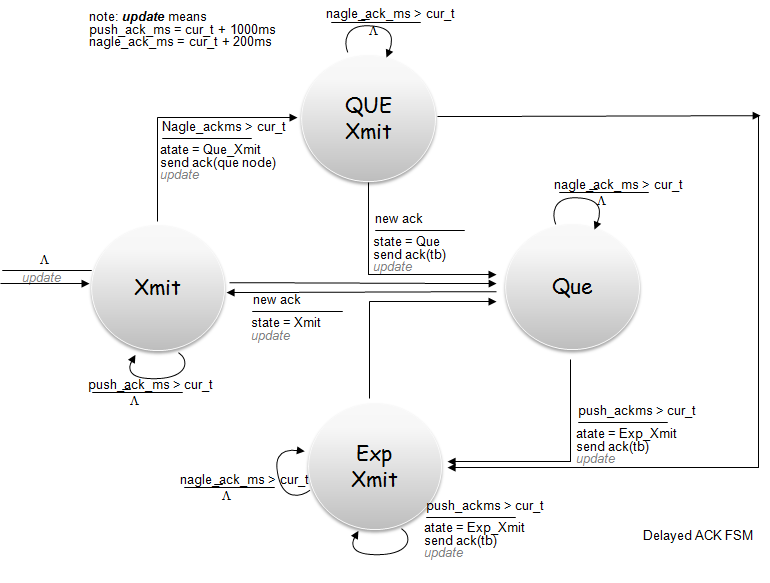 note: update means
push_ack_ms = cur_t + 1000ms
nagle_ack_ms = cur_t + 200ms
nagle_ack_ms > cur_t
Λ
QUE
Xmit
Nagle_ackms > cur_t
atate = Que_Xmit
send ack(que node)
update
nagle_ack_ms > cur_t
Λ
new ack
state = Que
send ack(tb)
update
Λ
update
Xmit
Que
new ack
state = Xmit
update
push_ack_ms > cur_t
Λ
push_ackms > cur_t
atate = Exp_Xmit
send ack(tb)
update
Exp
Xmit
nagle_ack_ms > cur_t
Λ
push_ackms > cur_t
atate = Exp_Xmit
send ack(tb)
update
Delayed ACK FSM